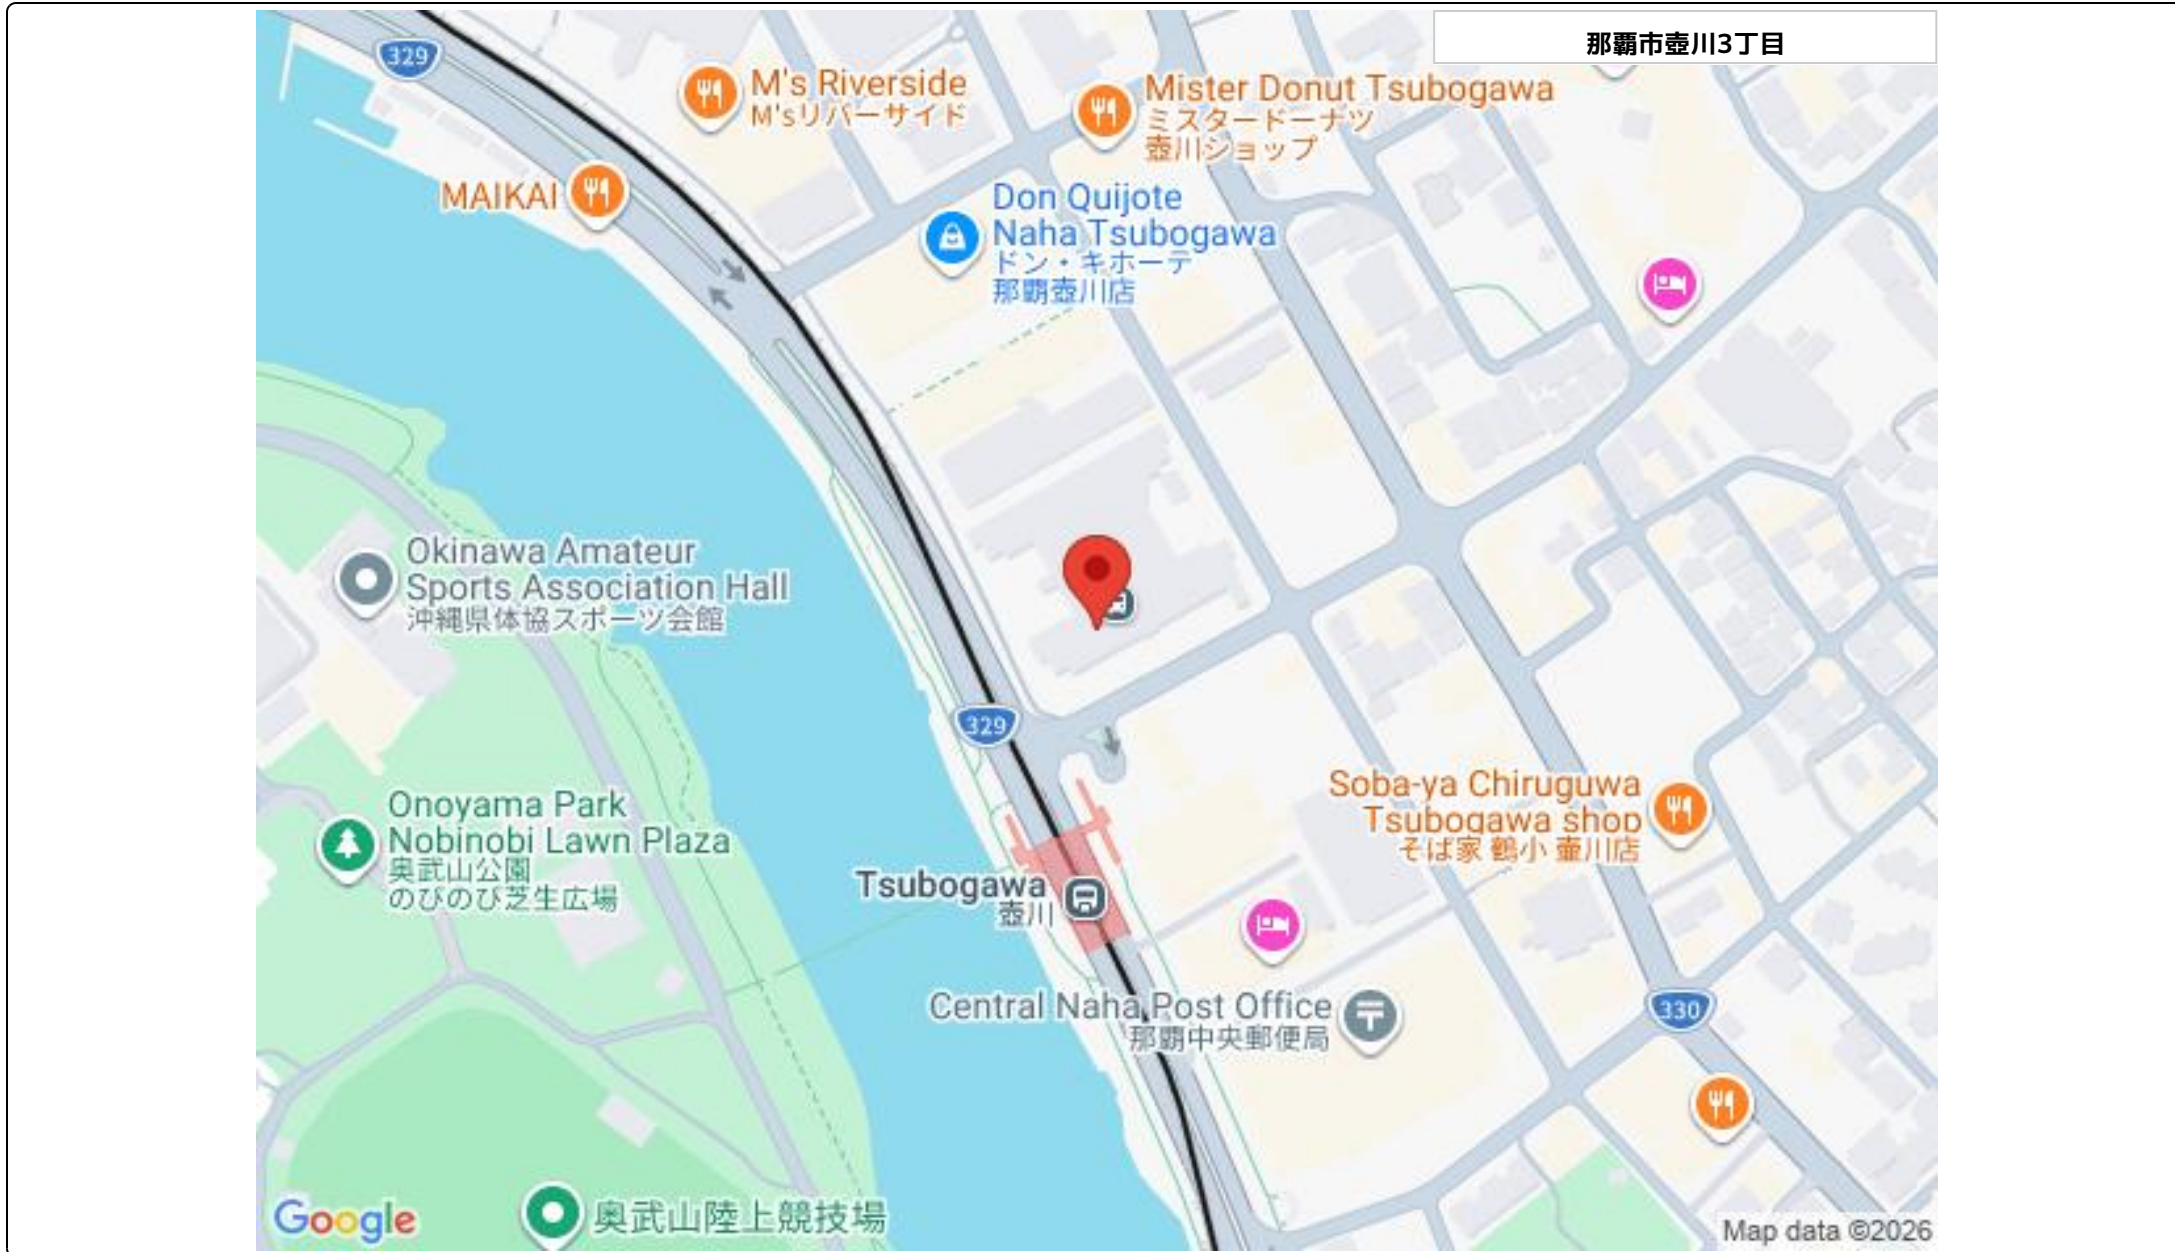 那覇市壺川3丁目
329
M's Riverside
M'sリバーサイド
Mister Donut Tsubogawa
ミスタードーナツ
壺川ショップ
MAIKAI
Don Quijote
Naha Tsubogawa
ドン・キホーテ
那覇壺川店
Okinawa Amateur
Sports Association Hall
沖縄県体協スポーツ会館
329
Onoyama Park
Nobinobi Lawn Plaza
奥武山公園
のびのび芝生広場
Soba-ya Chiruguwa
Tsubogawa shop
そば家 鶴小 壷川店
Tsubogawa
壺川
Central Naha Post Office
那覇中央郵便局
330
奥武山陸上競技場
Google
Map data ©2026